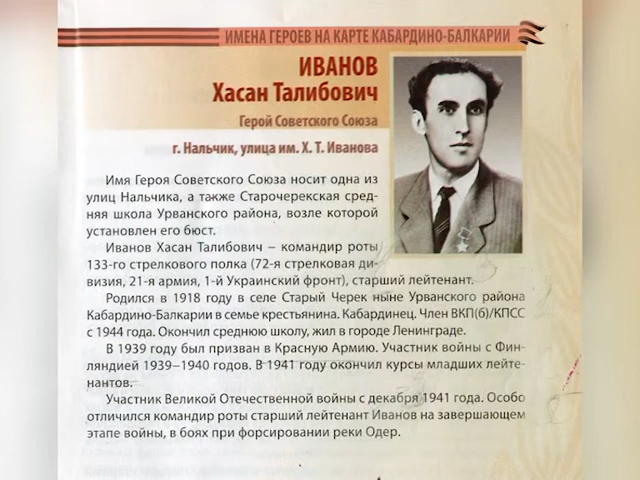 ИМЕНА ГЕРОЕВ НА КАРТЕ КАБАРДИНО-БАЛКАРИИ
ИВАНОВ
Хасан Талибович
Герой Советского Союза
г. Нальчик, улица им. Х. Т. Иванова
Имя Героя Советского Союза носит одна из
улиц Нальчика, а также Старочерекская сред-
няя школа Урванского района, возле которой
установлен его бюст.
Иванов Хасан Талибович – командир роты
133-го стрелкового полка (72-я стрелковая ди-
визия, 21-я армия, 1-й Украинский фронт), старший лейтенант.
Родился в 1918 году в селе Старый Черек ныне Урванского района
Кабардино-Балкарии в семье крестьянина. Кабардинец. Член ВКП(б)/КПСС
с 1944 года. Окончил среднюю школу, жил в городе Ленинграде.
В 1939 году был призван в Красную Армию. Участник войны с Фин-
ляндией 1939–1940 годов. В 1941 году окончил курсы младших лейте-
нантов.
Участник Великой Отечественной войны с декабря 1941 года. Особо
отличился командир роты старший лейтенант Иванов на завершающем
этапе войны, в боях при форсировании реки Одер.